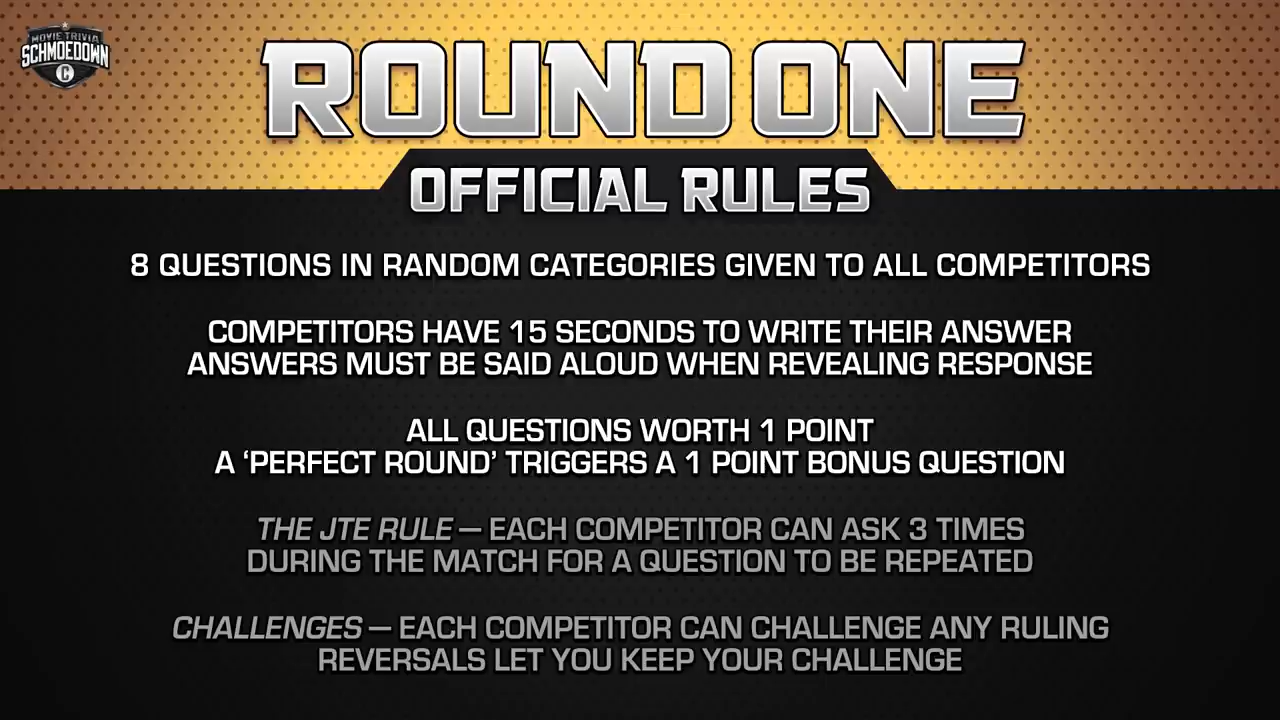 MOVIE TRIVIA
SCHMOEDOWN
C
ROUND ONE
OFFICIAL RULES
8 QUESTIONS IN RANDOM CATEGORIES GIVEN TO ALL COMPETITORS
COMPETITORS HAVE 15 SECONDS TO WRITE THEIR ANSWER
ANSWERS MUST BE SAID ALOUD WHEN REVEALING RESPONSE
ALL QUESTIONS WORTH 1 POINT
A ‘PERFECT ROUND’ TRIGGERS A 1 POINT BONUS QUESTION
THE JTE RULE – EACH COMPETITOR CAN ASK 3 TIMES
DURING THE MATCH FOR A QUESTION TO BE REPEATED
CHALLENGES – EACH COMPETITOR CAN CHALLENGE ANY RULING
REVERSALS LET YOU KEEP YOUR CHALLENGE